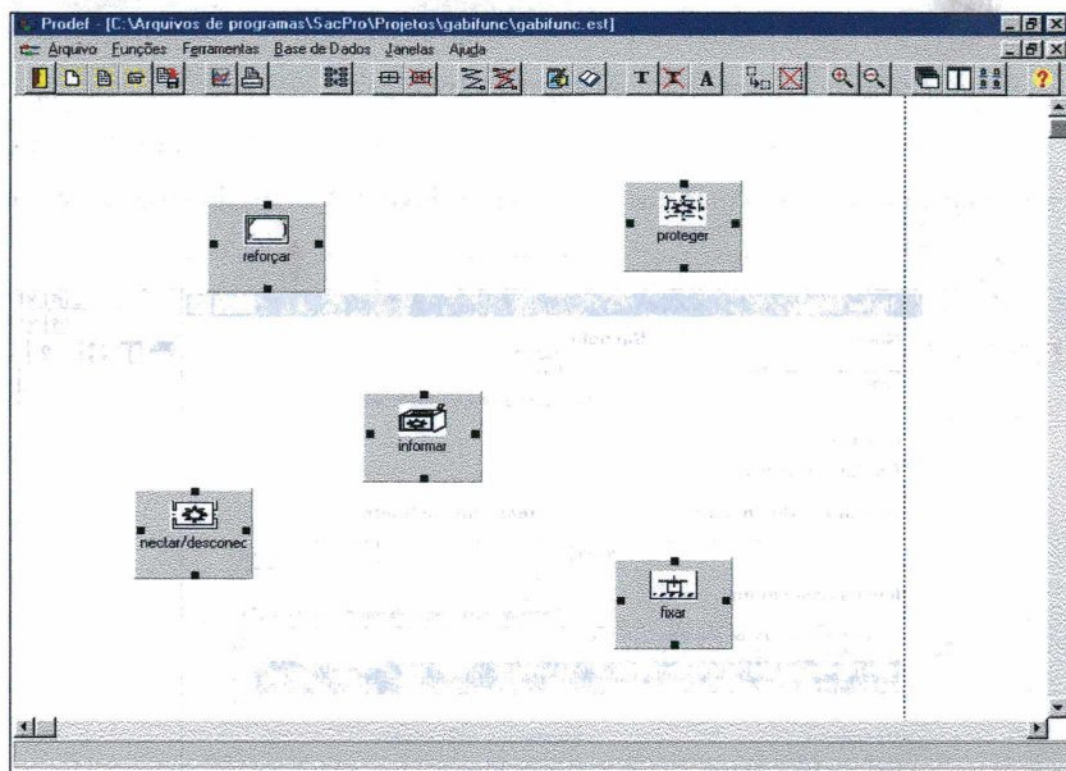 Prodef - [C:\Arquivos de programas\SacPro\Projetos\gabifunc\gabifunc.est]
Arquivo Funções Ferramentas Base de Dados Janelas Ajuda
T T A ?
proteger
reforçar
informar
nectar/desconec
fixar